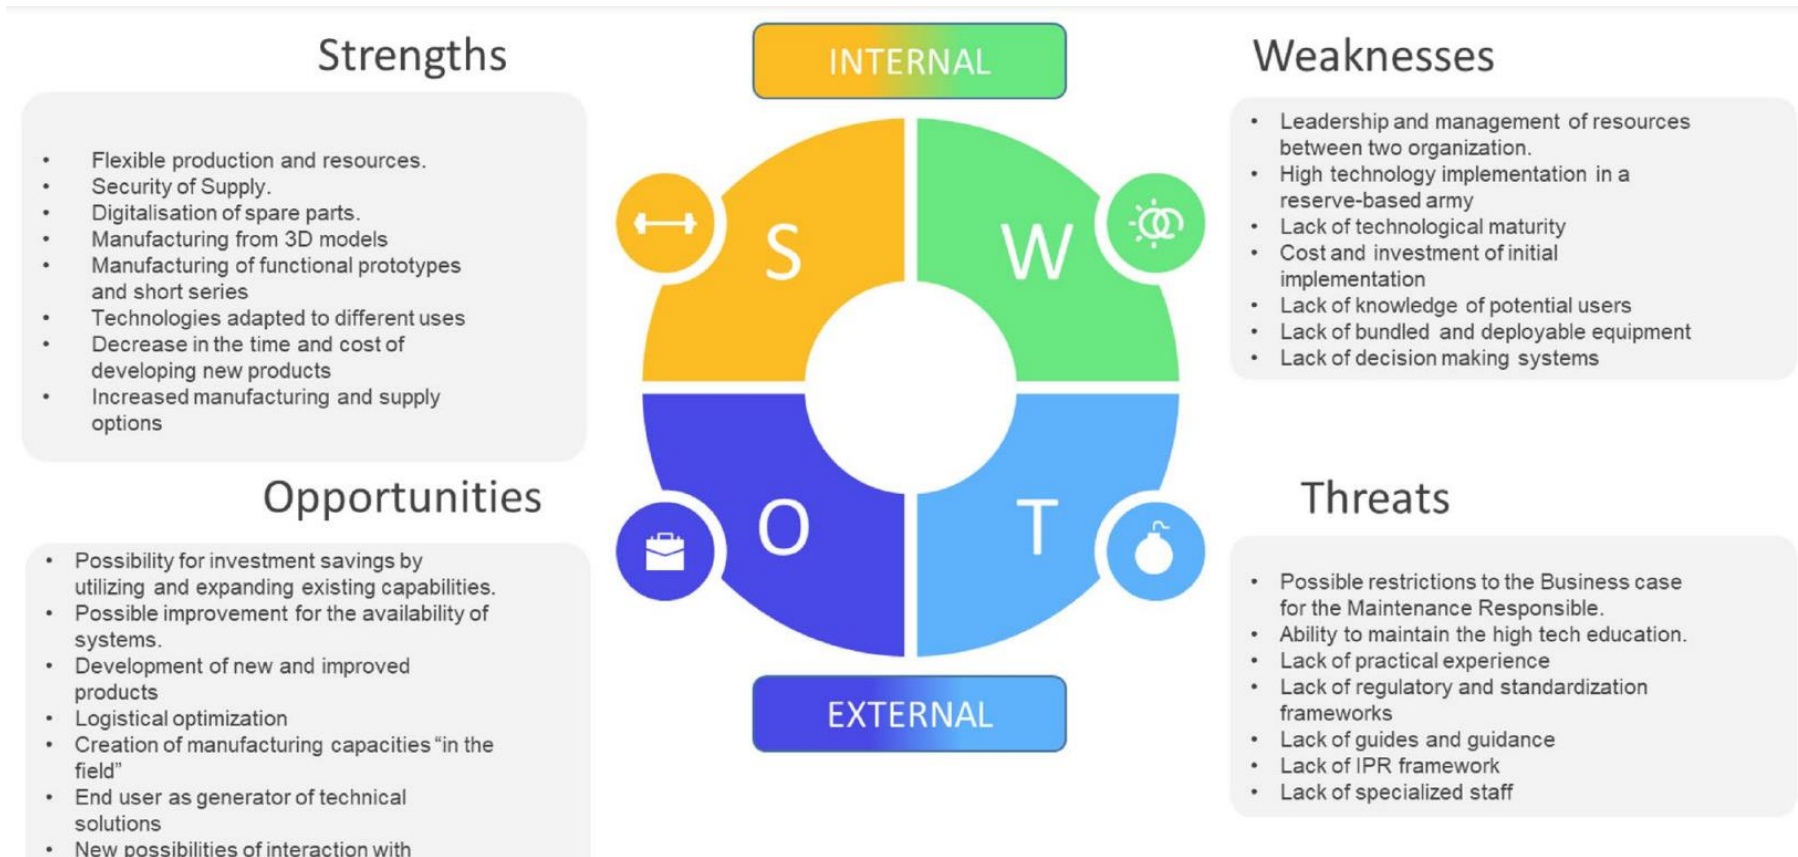 Strengths
• Flexible production and resources.
• Security of Supply.
• Digitalisation of spare parts.
• Manufacturing from 3D models
• Manufacturing of functional prototypes
and short series
• Technologies adapted to different uses
• Decrease in the time and cost of
developing new products
• Increased manufacturing and supply
options
INTERNAL
S
W
O
T
EXTERNAL
Weaknesses
• Leadership and management of resources
between two organization.
• High technology implementation in a
reserve-based army
• Lack of technological maturity
• Cost and investment of initial
implementation
• Lack of knowledge of potential users
• Lack of bundled and deployable equipment
• Lack of decision making systems
Opportunities
• Possibility for investment savings by
utilizing and expanding existing capabilities.
• Possible improvement for the availability of
systems.
• Development of new and improved
products
• Logistical optimization
• Creation of manufacturing capacities “in the
field”
• End user as generator of technical
solutions
• New possibilities of interaction with
Threats
• Possible restrictions to the Business case
for the Maintenance Responsible.
• Ability to maintain the high tech education.
• Lack of practical experience
• Lack of regulatory and standardization
frameworks
• Lack of guides and guidance
• Lack of IPR framework
• Lack of specialized staff